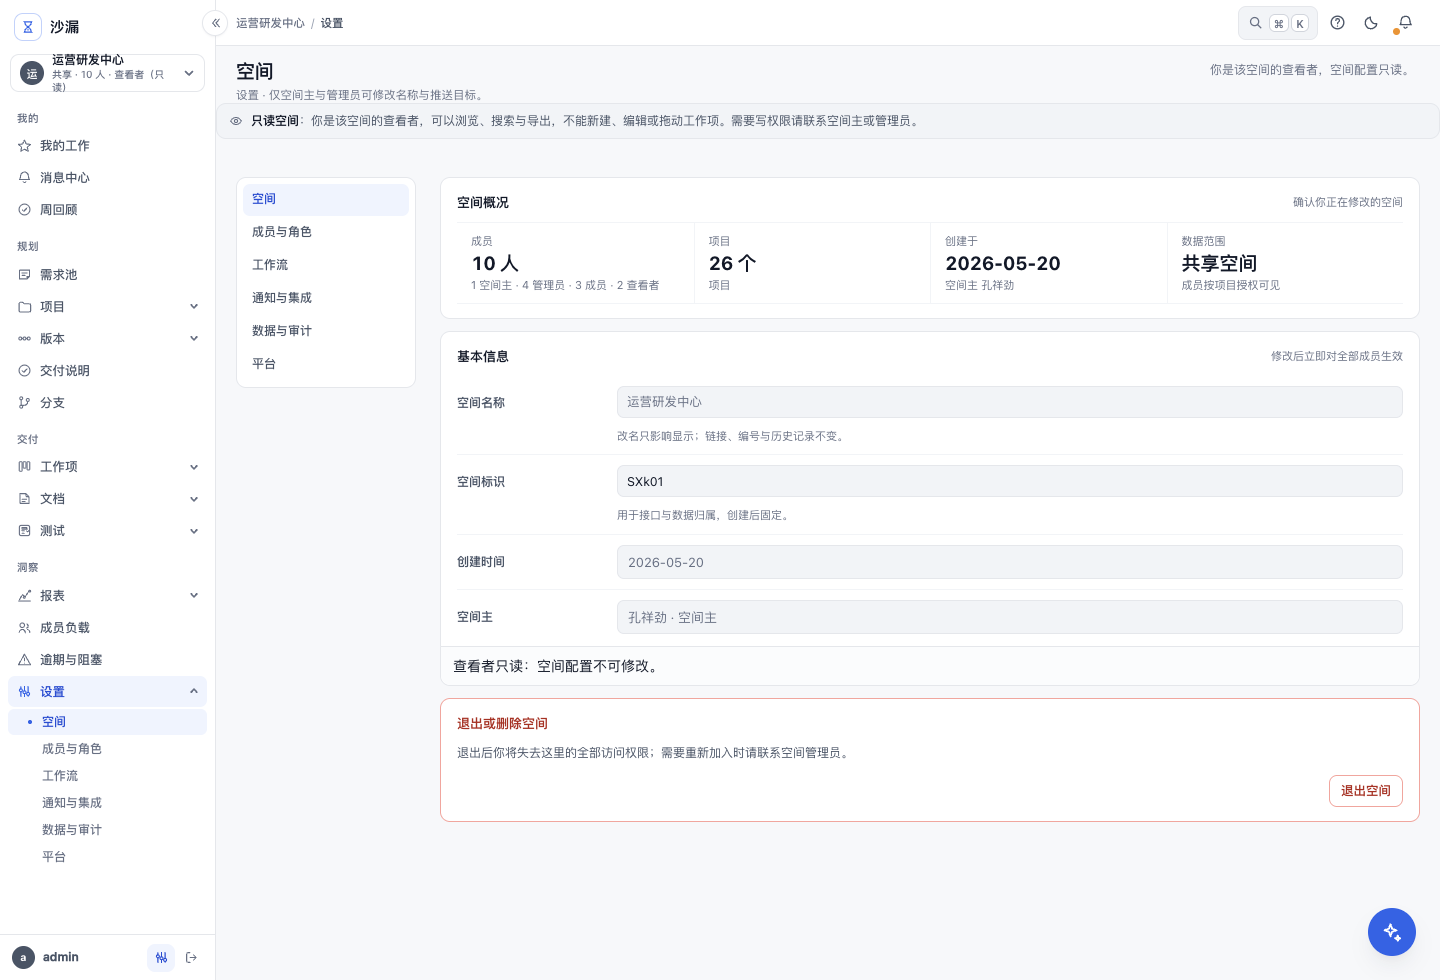 沙漏
运营研发中心 / 设置
⌘ K
运
运营研发中心
共享 · 10 人 · 查看者（只读）
我的
我的工作
消息中心
周回顾
规划
需求池
项目
版本
交付说明
分支
交付
工作项
文档
测试
洞察
报表
成员负载
逾期与阻塞
设置
空间
成员与角色
工作流
通知与集成
数据与审计
平台
a
admin
空间
你是该空间的查看者，空间配置只读。
设置 · 仅空间主与管理员可修改名称与推送目标。
只读空间：你是该空间的查看者，可以浏览、搜索与导出，不能新建、编辑或拖动工作项。需要写权限请联系空间主或管理员。
空间
成员与角色
工作流
通知与集成
数据与审计
平台
空间概况
确认你正在修改的空间
成员
10 人
1 空间主 · 4 管理员 · 3 成员 · 2 查看者
项目
26 个
项目
创建于
2026-05-20
空间主 孔祥劲
数据范围
共享空间
成员按项目授权可见
基本信息
修改后立即对全部成员生效
空间名称
运营研发中心
改名只影响显示；链接、编号与历史记录不变。
空间标识
SXk01
用于接口与数据归属，创建后固定。
创建时间
2026-05-20
空间主
孔祥劲 · 空间主
查看者只读：空间配置不可修改。
退出或删除空间
退出后你将失去这里的全部访问权限；需要重新加入时请联系空间管理员。
退出空间